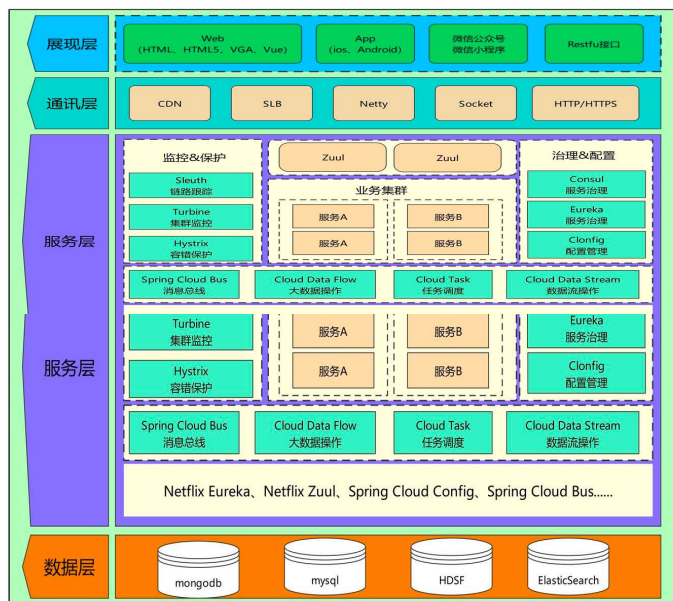 展现层
Web
(HTML、HTML5、VGA、Vue)
App
(ios、Android)
微信公众号
微信小程序
Restfu接口
通讯层
CDN
SLB
Netty
Socket
HTTP/HTTPS
服务层
监控&保护
Sleuth
链路跟踪
Turbine
集群监控
Hystrix
容错保护
Zuul
Zuul
业务集群
服务A
服务B
服务A
服务B
治理&配置
Consul
服务治理
Eureka
服务治理
Clonfig
配置管理
Spring Cloud Bus
消息总线
Cloud Data Flow
大数据操作
Cloud Task
任务调度
Cloud Data Stream
数据流操作
服务层
Turbine
集群监控
Hystrix
容错保护
服务A
服务B
服务A
服务B
Eureka
服务治理
Clonfig
配置管理
Spring Cloud Bus
消息总线
Cloud Data Flow
大数据操作
Cloud Task
任务调度
Cloud Data Stream
数据流操作
Netflix Eureka、Netflix Zuul、Spring Cloud Config、Spring Cloud Bus......
数据层
mongodb
mysql
HDSF
ElasticSearch